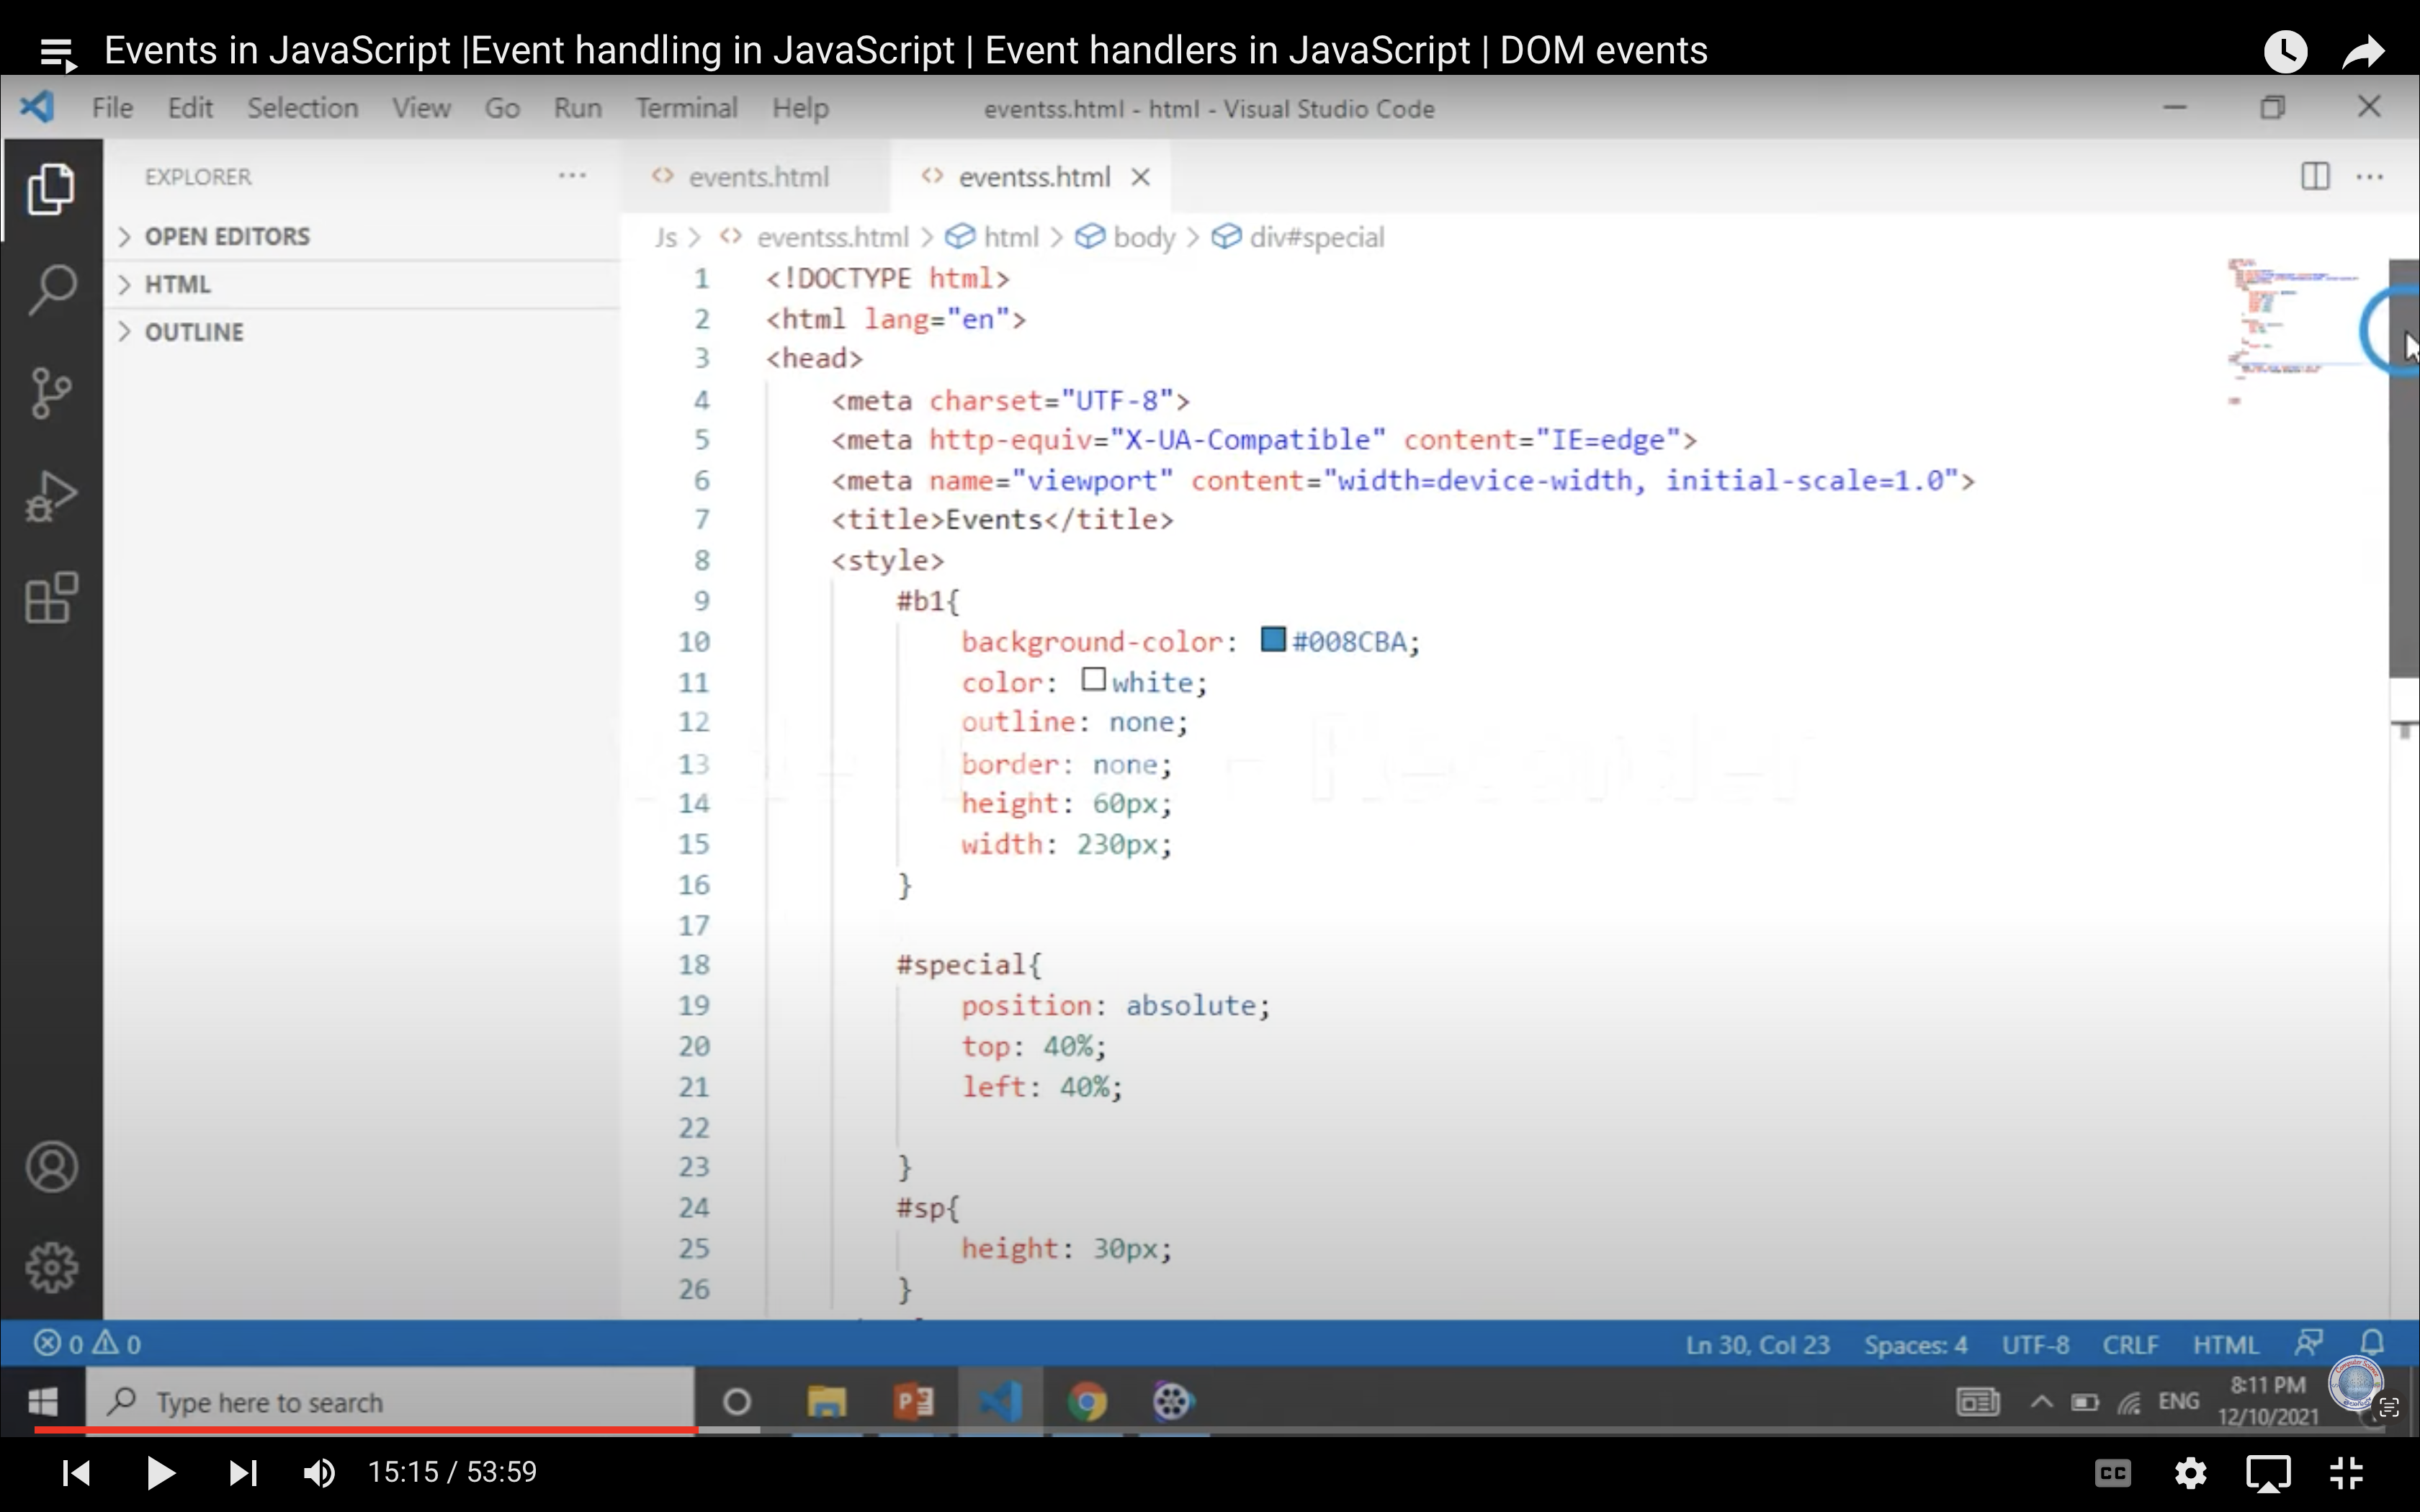 Events in JavaScript |Event handling in JavaScript | Event handlers in JavaScript | DOM events
File Edit Selection View Go Run Terminal Help eventss.html - html - Visual Studio Code
EXPLORER
OPEN EDITORS
HTML
OUTLINE
events.html eventss.html
Js > eventss.html > html > body > div#special
1 <!DOCTYPE html>
2 <html lang="en">
3 <head>
4 <meta charset="UTF-8">
5 <meta http-equiv="X-UA-Compatible" content="IE=edge">
6 <meta name="viewport" content="width=device-width, initial-scale=1.0">
7 <title>Events</title>
8 <style>
9 #b1{
10 background-color: #008CBA;
11 color: white;
12 outline: none;
13 border: none;
14 height: 60px;
15 width: 230px;
16 }
17
18 #special{
19 position: absolute;
20 top: 40%;
21 left: 40%;
22
23 }
24 #sp{
25 height: 30px;
26 }
0 0 Ln 30, Col 23 Spaces: 4 UTF-8 CRLF HTML
Type here to search
ENG
8:11 PM
12/10/2021
15:15 / 53:59
CC